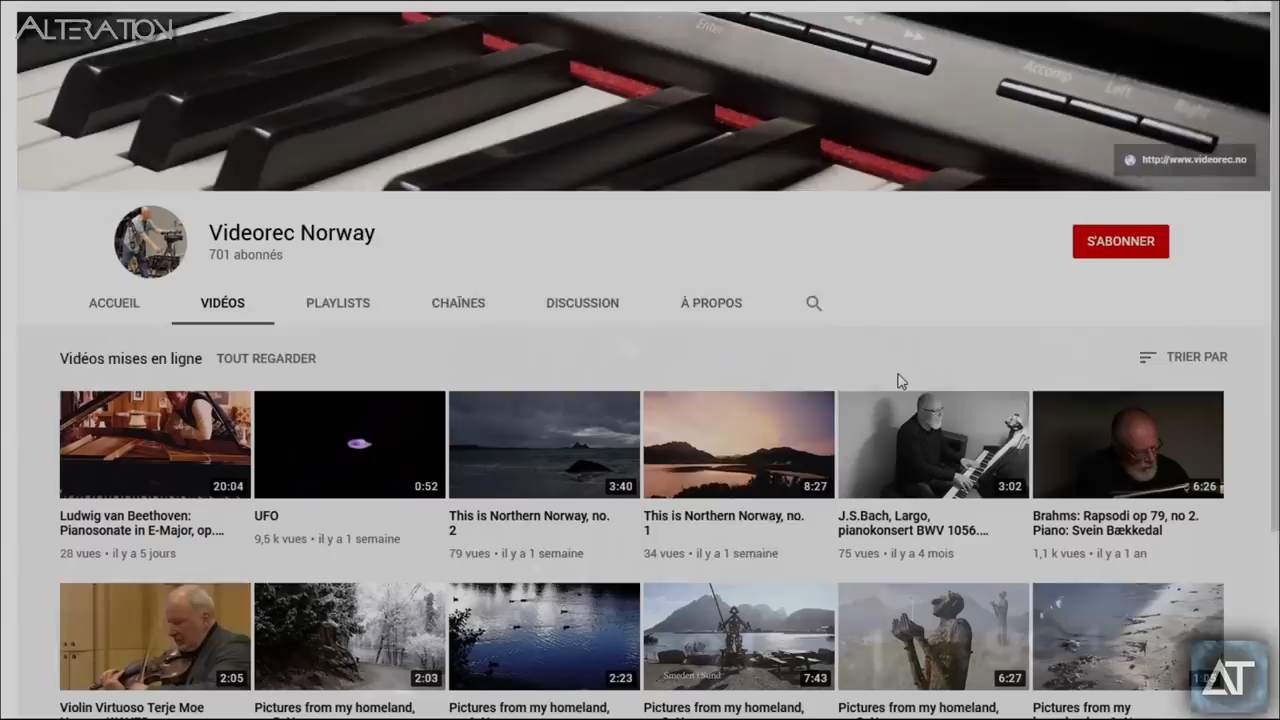 ALTERATION
Enter
Accomp
Left
Right
http://www.videorec.no
Videorec Norway
701 abonnés
S'ABONNER
ACCUEIL
VIDÉOS
PLAYLISTS
CHAÎNES
DISCUSSION
À PROPOS
Vidéos mises en ligne
TOUT REGARDER
TRIER PAR
20:04
0:52
3:40
8:27
3:02
6:26
Ludwig van Beethoven:
Pianosonate in E-Major, op....
28 vues • il y a 5 jours
UFO
9,5 k vues • il y a 1 semaine
This is Northern Norway, no.
2
79 vues • il y a 1 semaine
This is Northern Norway, no.
1
34 vues • il y a 1 semaine
J.S.Bach, Largo,
pianokonsert BWV 1056....
75 vues • il y a 4 mois
Brahms: Rapsodi op 79, no 2.
Piano: Svein Bækkedal
1,1 k vues • il y a 1 an
2:05
2:03
2:23
Smeden i Sund
7:43
6:27
AT
Violin Virtuoso Terje Moe
Pictures from my homeland,
Pictures from my homeland,
Pictures from my homeland,
Pictures from my homeland,
Pictures from my